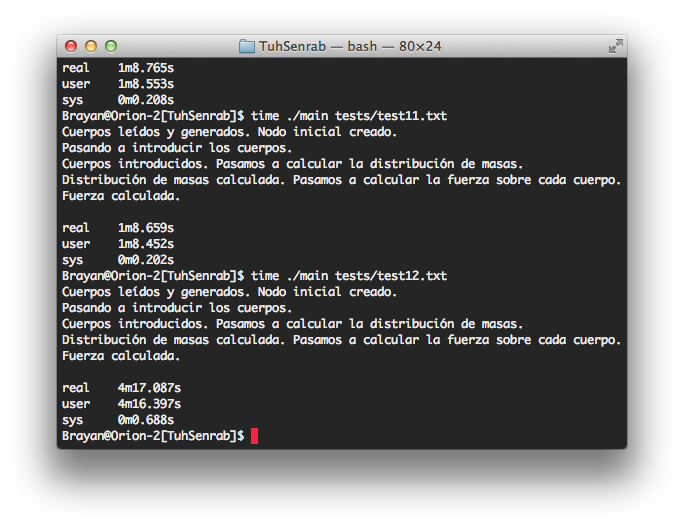 TuhSenrab — bash — 80×24
real 1m8.765s
user 1m8.553s
sys 0m0.208s
Brayan@Orion-2[TuhSenrab]$ time ./main tests/test11.txt
Cuerpos leídos y generados. Nodo inicial creado.
Pasando a introducir los cuerpos.
Cuerpos introducidos. Pasamos a calcular la distribución de masas.
Distribución de masas calculada. Pasamos a calcular la fuerza sobre cada cuerpo.
Fuerza calculada.
real 1m8.659s
user 1m8.452s
sys 0m0.202s
Brayan@Orion-2[TuhSenrab]$ time ./main tests/test12.txt
Cuerpos leídos y generados. Nodo inicial creado.
Pasando a introducir los cuerpos.
Cuerpos introducidos. Pasamos a calcular la distribución de masas.
Distribución de masas calculada. Pasamos a calcular la fuerza sobre cada cuerpo.
Fuerza calculada.
real 4m17.087s
user 4m16.397s
sys 0m0.688s
Brayan@Orion-2[TuhSenrab]$